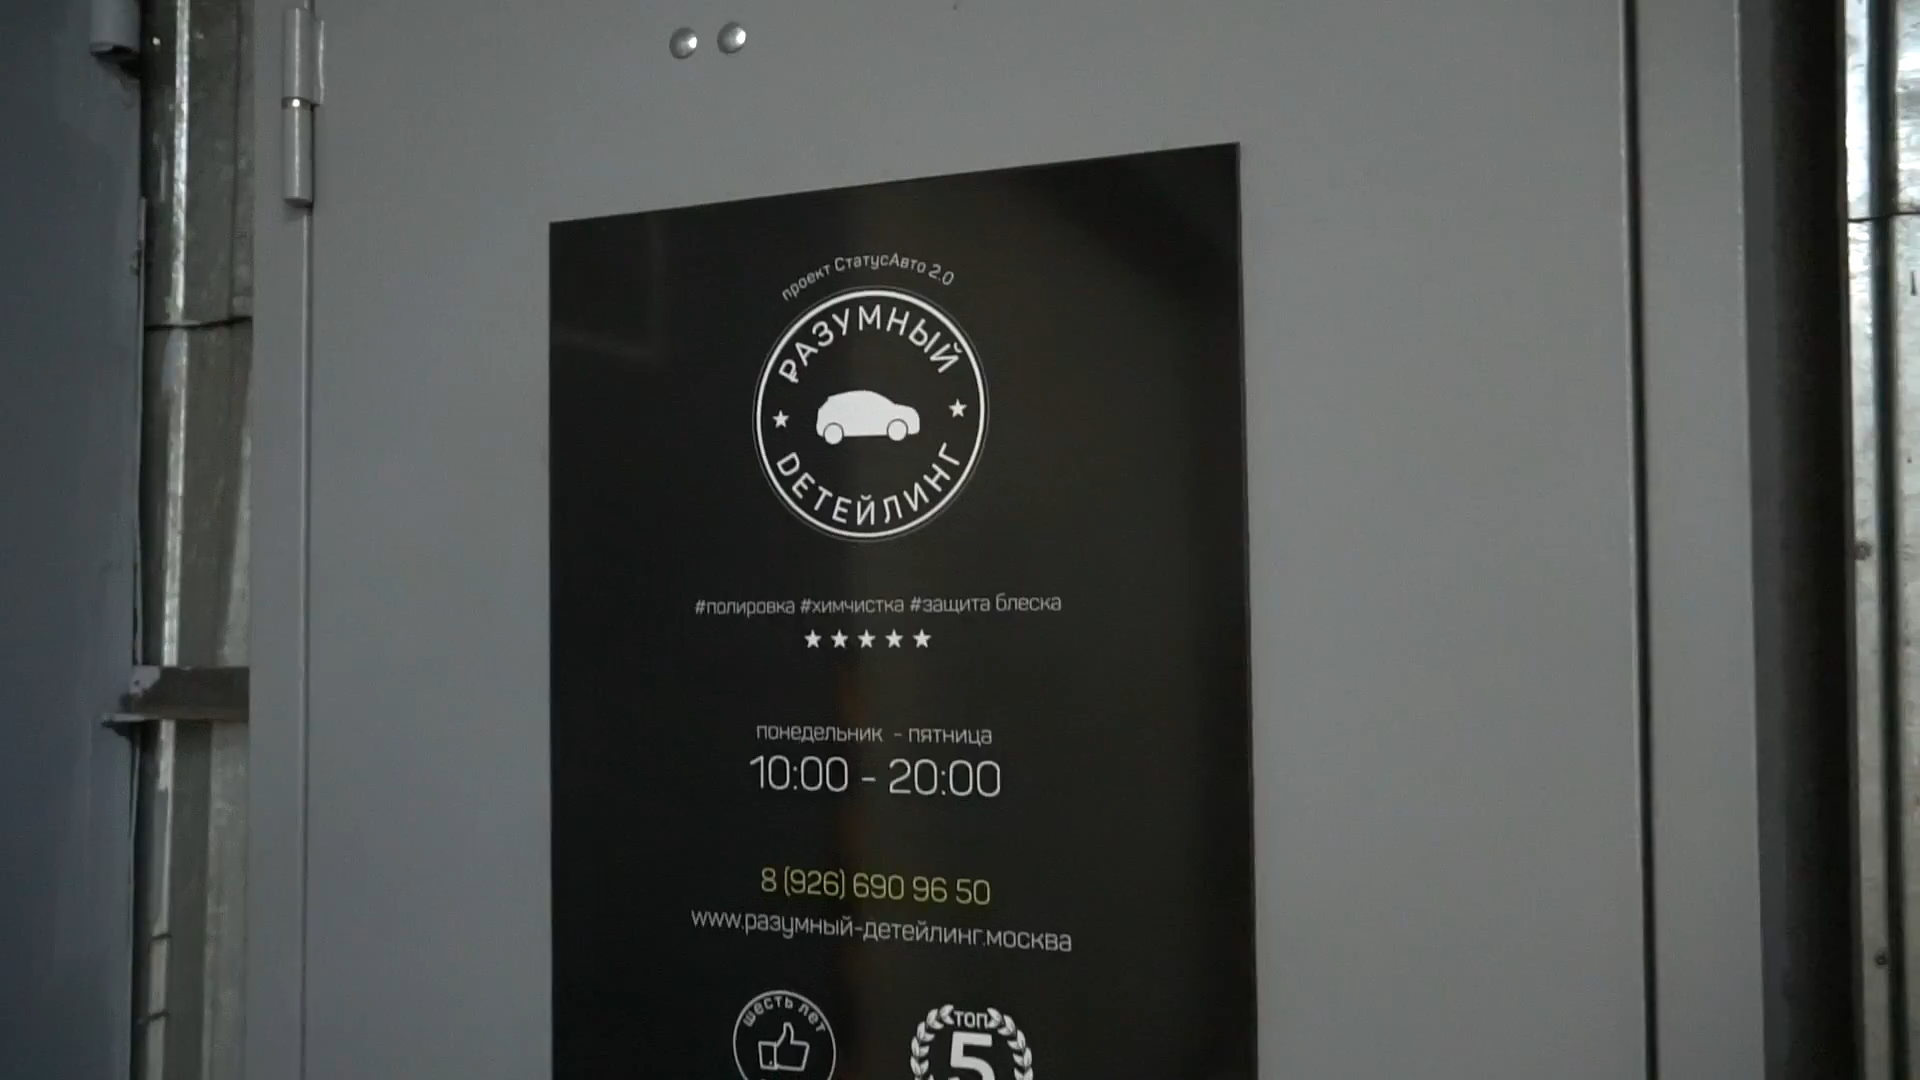 проект СтатусАвто 2.0
РАЗУМНЫЙ
DЕТЕЙЛИНГ
#полировка #химчистка #защита блеска
понедельник - пятница
10:00 - 20:00
8 (926) 690 96 50
www.разумный-детейлинг.москва
шесть лет
ТОП
5